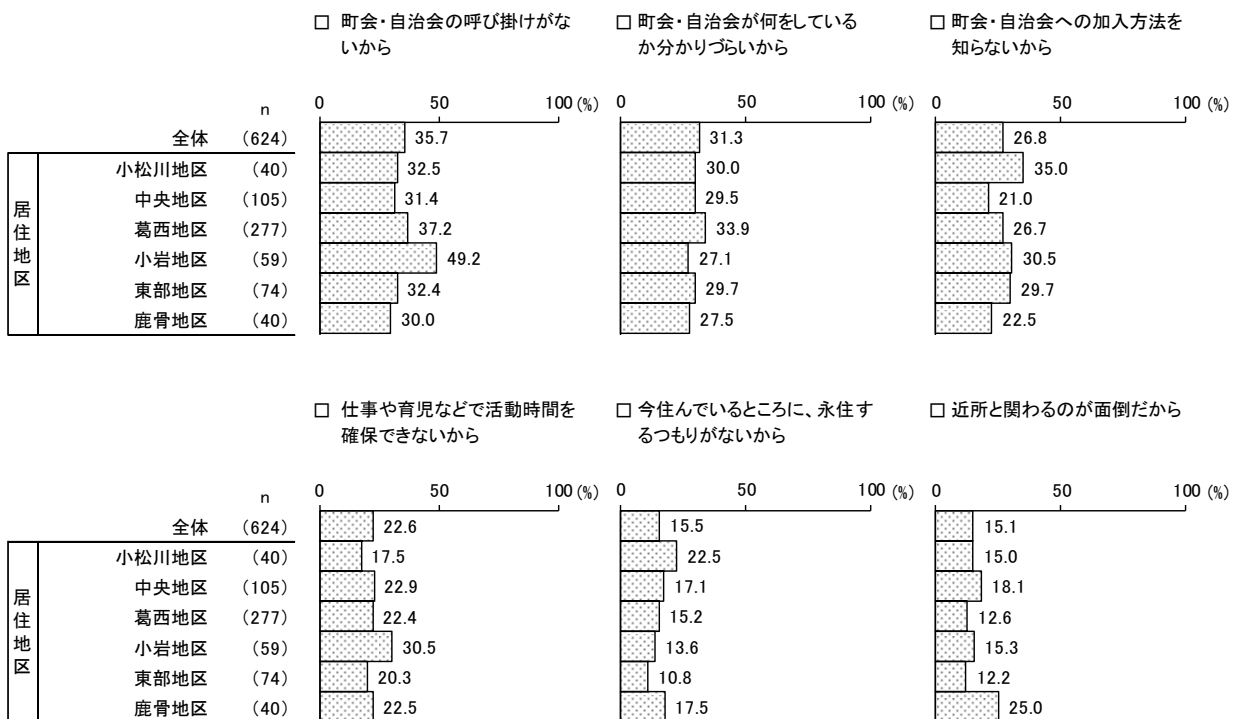 □ 町会・自治会の呼び掛けがな
いから
□ 町会・自治会が何をしている
か分かりづらいから
□ 町会・自治会への加入方法を
知らないから
n
0 50 100 (%) 0 50 100 (%) 0 50 100 (%)
全体 (624) 35.7 31.3 26.8
居住地区
小松川地区 (40) 32.5 30.0 35.0
中央地区 (105) 31.4 29.5 21.0
葛西地区 (277) 37.2 33.9 26.7
小岩地区 (59) 49.2 27.1 30.5
東部地区 (74) 32.4 29.7 29.7
鹿骨地区 (40) 30.0 27.5 22.5
□ 仕事や育児などで活動時間を
確保できないから
□ 今住んでいるところに、永住す
るつもりがないから
□ 近所と関わるのが面倒だから
n
0 50 100 (%) 0 50 100 (%) 0 50 100 (%)
全体 (624) 22.6 15.5 15.1
居住地区
小松川地区 (40) 17.5 22.5 15.0
中央地区 (105) 22.9 17.1 18.1
葛西地区 (277) 22.4 15.2 12.6
小岩地区 (59) 30.5 13.6 15.3
東部地区 (74) 20.3 10.8 12.2
鹿骨地区 (40) 22.5 17.5 25.0